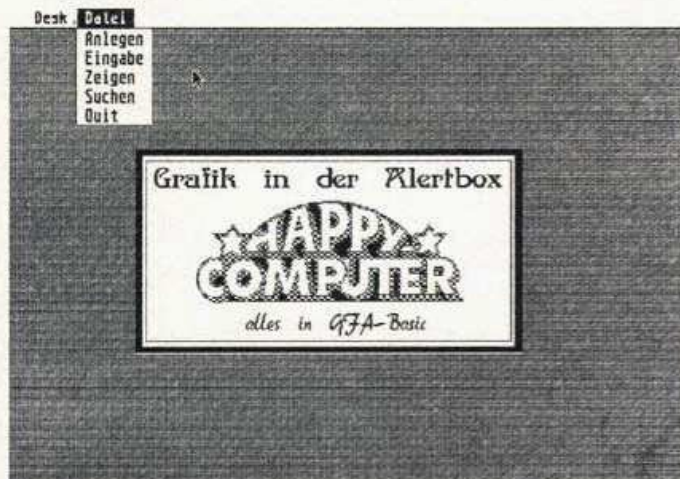 Desk Datei
Anlegen
Eingabe
Zeigen
Suchen
Quit
Grafik in der Alertbox
HAPPY
COMPUTER
alles in GFA-Basic